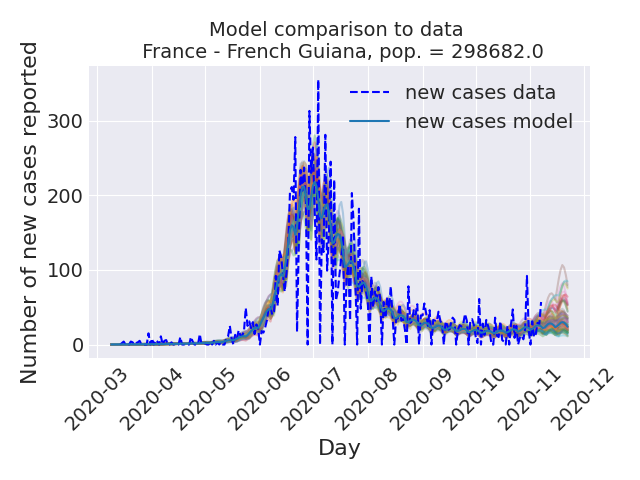 Model comparison to data
France - French Guiana, pop. = 298682.0
Number of new cases reported
300
200
100
0
new cases data
new cases model
2020-03
2020-04
2020-05
2020-06
2020-07
2020-08
2020-09
2020-10
2020-11
2020-12
Day